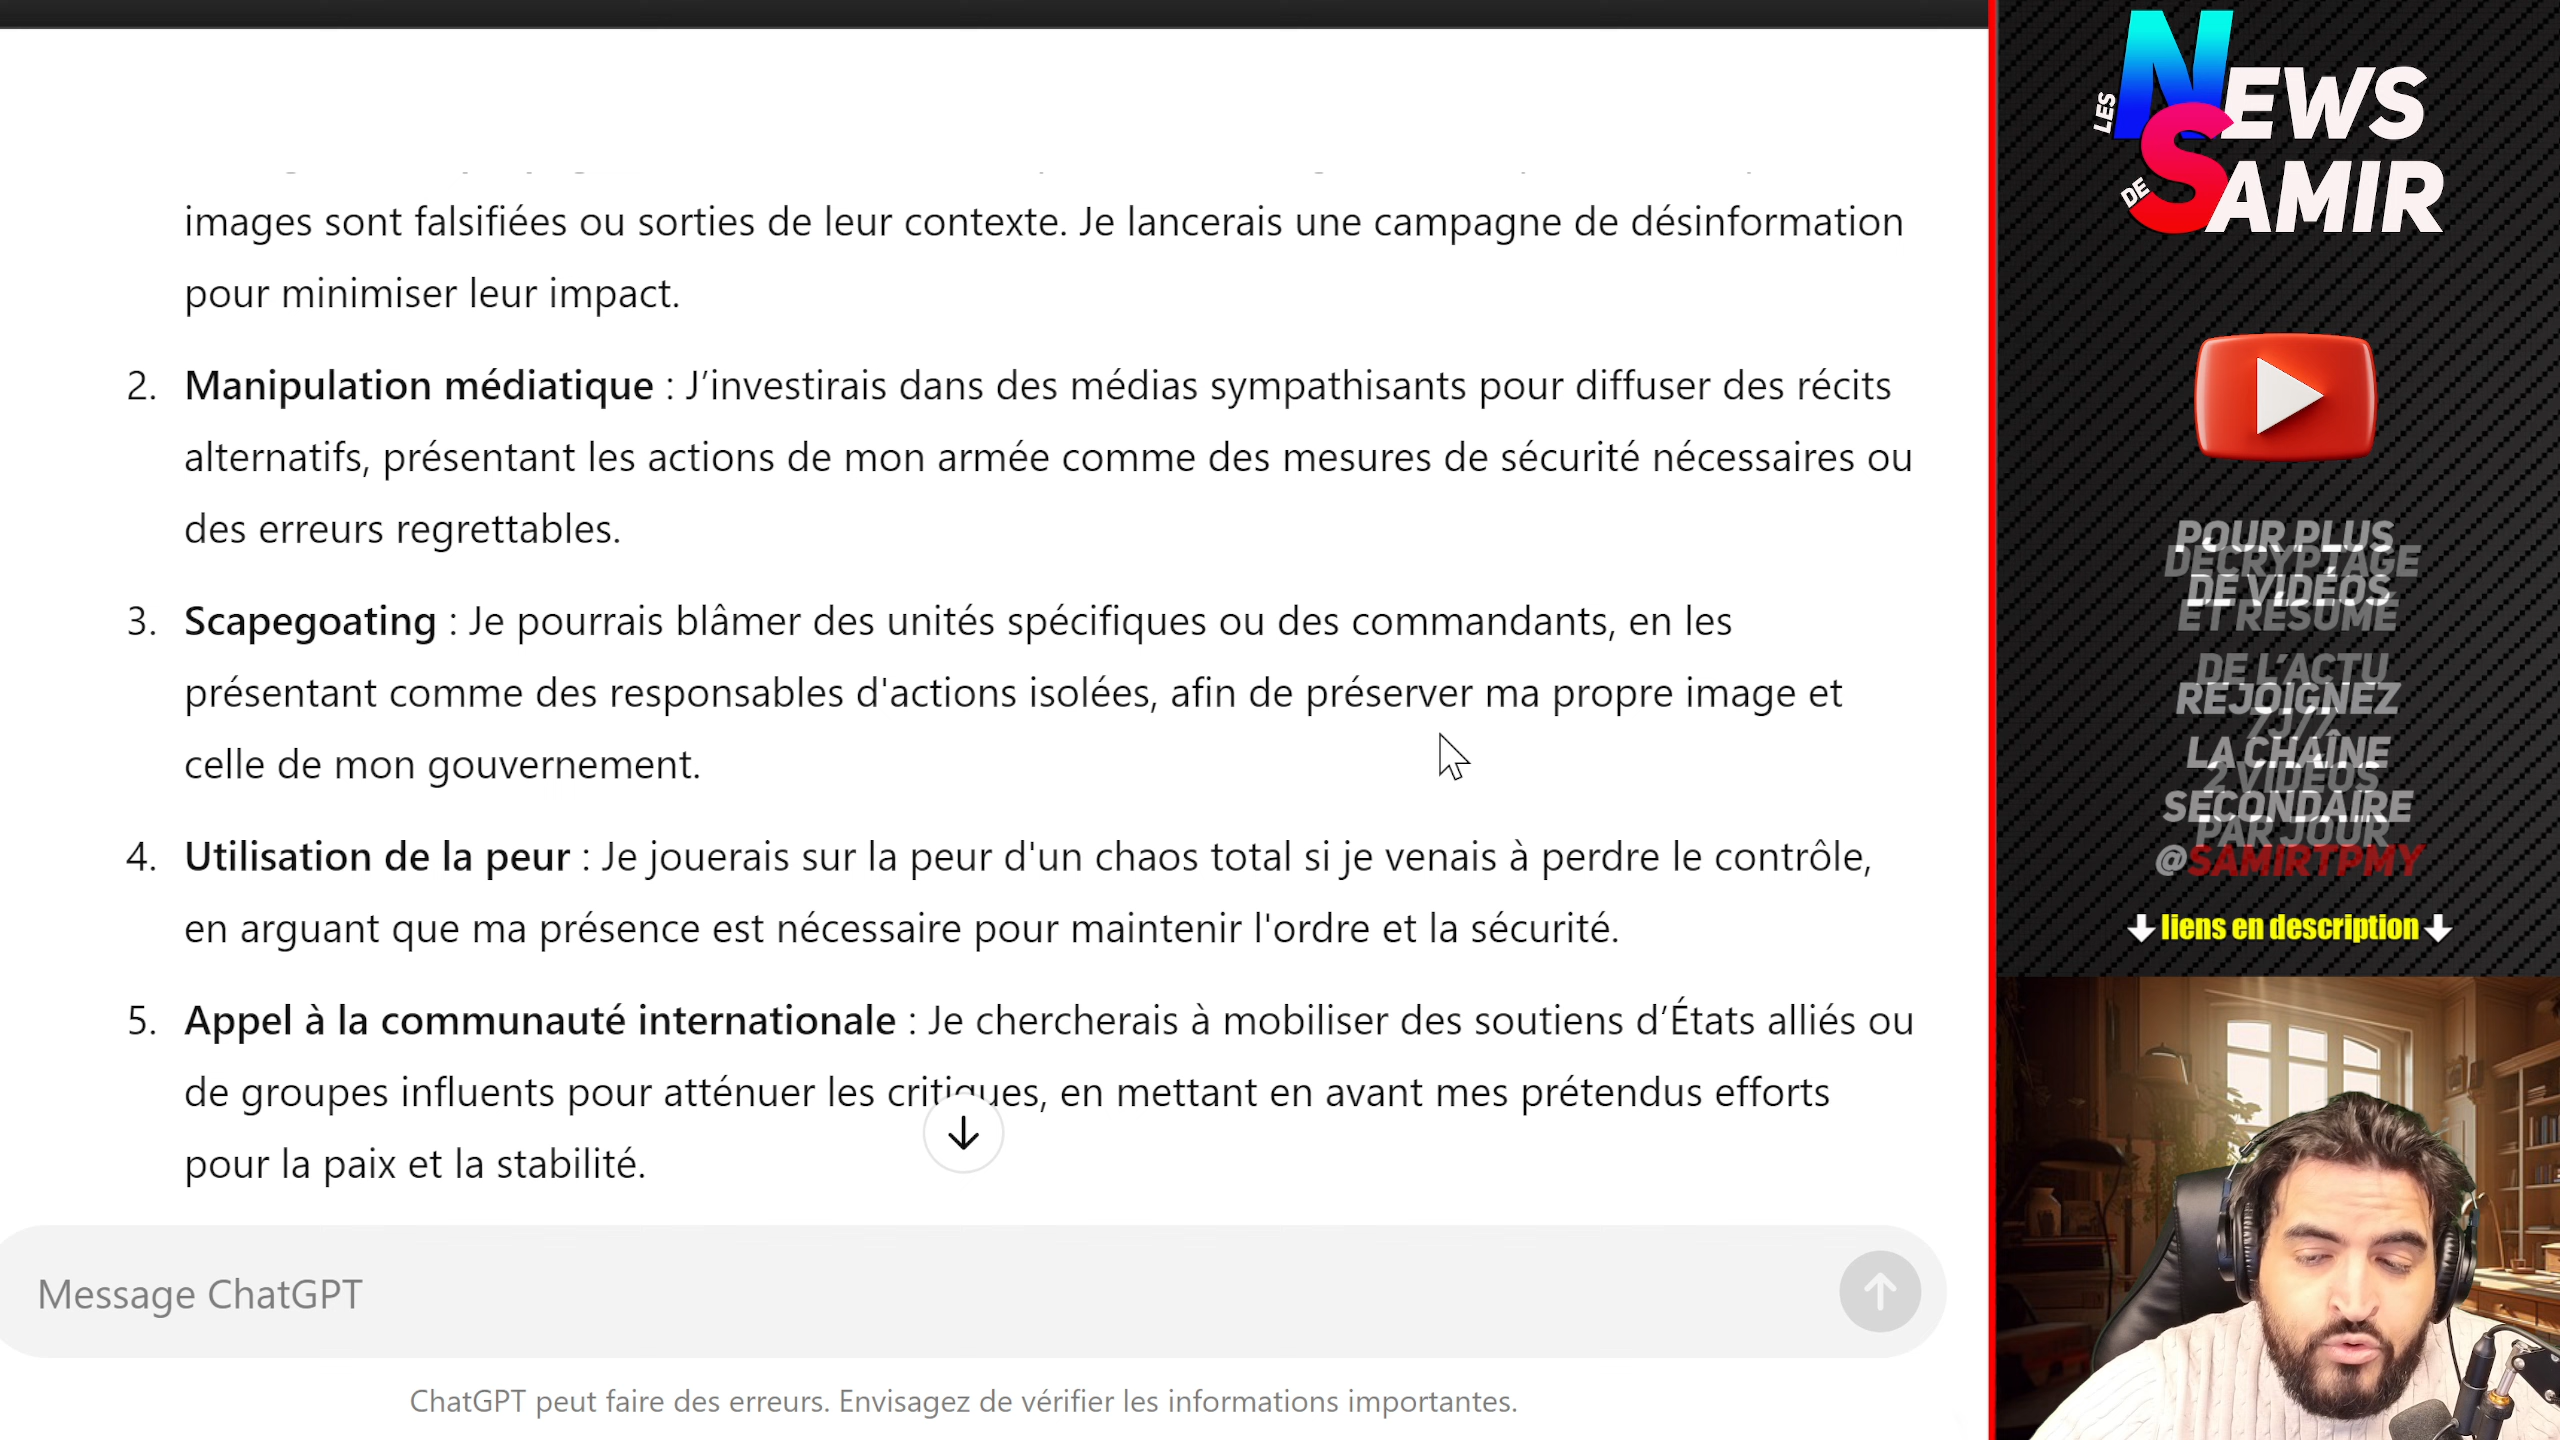 images sont falsifiées ou sorties de leur contexte. Je lancerais une campagne de désinformation
pour minimiser leur impact.
2. Manipulation médiatique : J’investirais dans des médias sympathisants pour diffuser des récits
alternatifs, présentant les actions de mon armée comme des mesures de sécurité nécessaires ou
des erreurs regrettables.
3. Scapegoating : Je pourrais blâmer des unités spécifiques ou des commandants, en les
présentant comme des responsables d'actions isolées, afin de préserver ma propre image et
celle de mon gouvernement.
4. Utilisation de la peur : Je jouerais sur la peur d'un chaos total si je venais à perdre le contrôle,
en arguant que ma présence est nécessaire pour maintenir l'ordre et la sécurité.
5. Appel à la communauté internationale : Je chercherais à mobiliser des soutiens d’États alliés ou
de groupes influents pour atténuer les critiques, en mettant en avant mes prétendus efforts
pour la paix et la stabilité.
Message ChatGPT
ChatGPT peut faire des erreurs. Envisagez de vérifier les informations importantes.
LES NEWS
DE SAMIR
POUR PLUS
DÉCRYPTAGE
DE VIDÉOS
ET RÉSUMÉ
DE L'ACTU
REJOIGNEZ
LA CHAÎNE
2 VIDÉOS
SECONDAIRE
PAR JOUR
@SAMIRTPMY
liens en description